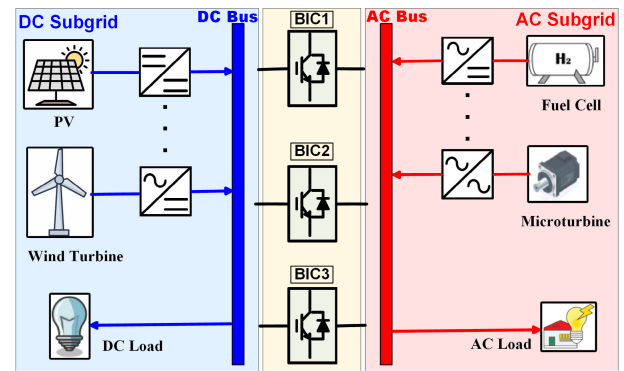 DC Subgrid
DC Bus
BIC1
AC Bus
AC Subgrid
PV
H₂
Fuel Cell
BIC2
Wind Turbine
Microturbine
BIC3
DC Load
AC Load